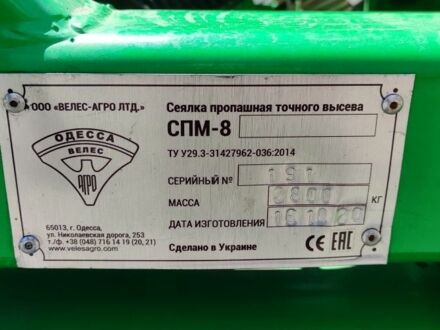 ООО «ВЕЛЕС-АГРО ЛТД.»
ОДЕССА
ВЕЛЕС
АГРО
65013, г. Одесса,
ул. Николаевская дорога, 253
т./ф. +38 (048) 716 14 19 (20, 21)
www.velesagro.com
Сеялка пропашная точного высева
СПМ-8
ТУ У29.3-31427962-036:2014
СЕРИЙНЫЙ №
МАССА КГ
ДАТА ИЗГОТОВЛЕНИЯ
Сделано в Украине
CE EAC